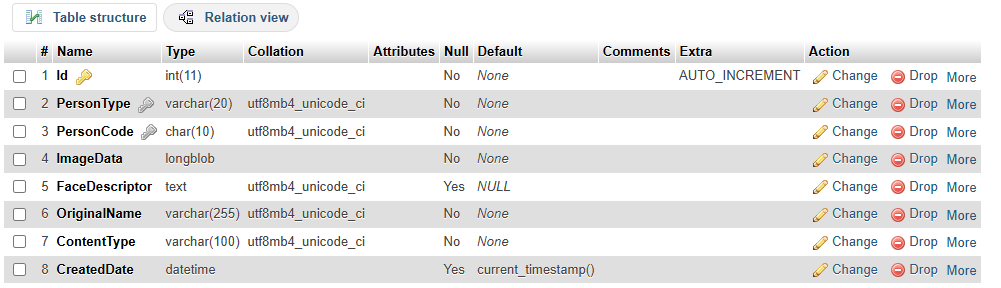 Table structure Relation view
# Name Type Collation Attributes Null Default Comments Extra Action
1 Id int(11) No None AUTO_INCREMENT Change Drop More
2 PersonType varchar(20) utf8mb4_unicode_ci No None Change Drop More
3 PersonCode char(10) utf8mb4_unicode_ci No None Change Drop More
4 ImageData longblob No None Change Drop More
5 FaceDescriptor text utf8mb4_unicode_ci Yes NULL Change Drop More
6 OriginalName varchar(255) utf8mb4_unicode_ci No None Change Drop More
7 ContentType varchar(100) utf8mb4_unicode_ci No None Change Drop More
8 CreatedDate datetime Yes current_timestamp() Change Drop More